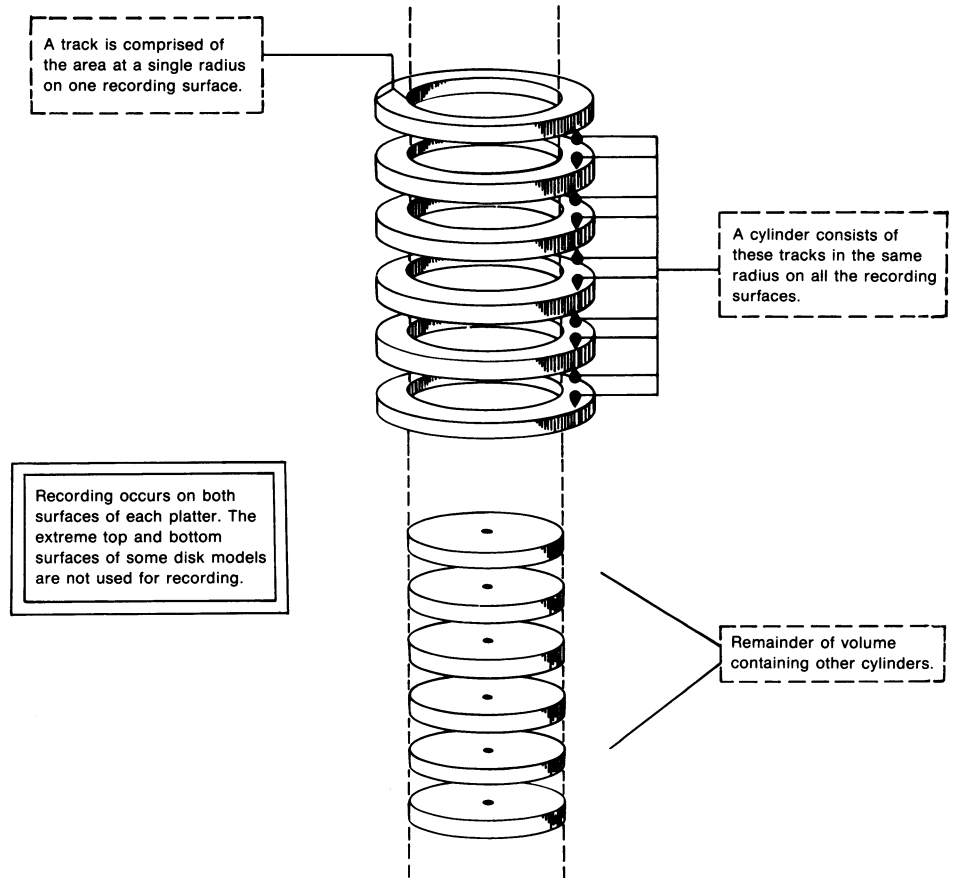 A track is comprised of
the area at a single radius
on one recording surface.
A cylinder consists of
these tracks in the same
radius on all the recording
surfaces.
Recording occurs on both
surfaces of each platter. The
extreme top and bottom
surfaces of some disk models
are not used for recording.
Remainder of volume
containing other cylinders.